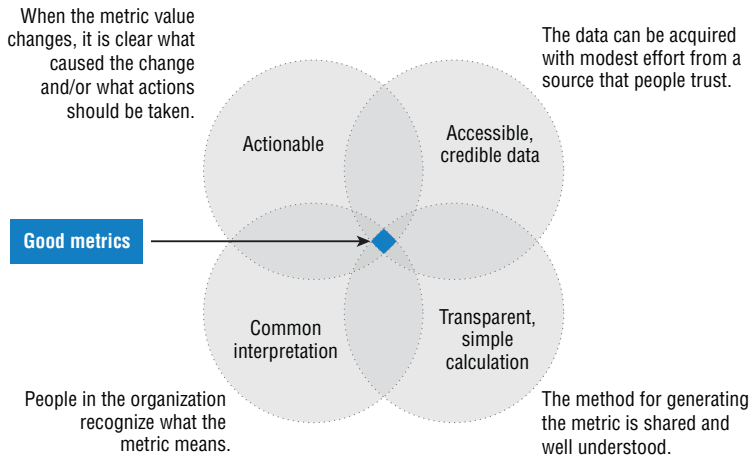 When the metric value
changes, it is clear what
caused the change
and/or what actions
should be taken.
The data can be acquired
with modest effort from a
source that people trust.
Actionable
Accessible,
credible data
Good metrics
Common
interpretation
Transparent,
simple
calculation
People in the organization
recognize what the
metric means.
The method for generating
the metric is shared and
well understood.